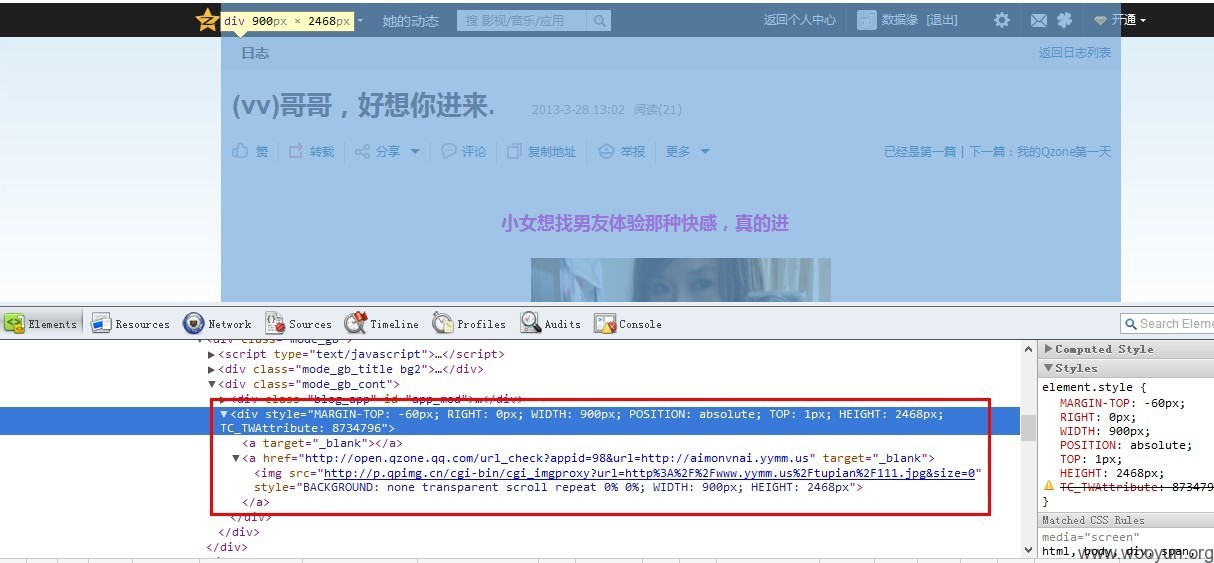 div 900px × 2468px 她的动态 搜 影视/音乐/应用 返回个人中心 数据缘 [退出] 开通
日志 返回日志列表
(vv)哥哥，好想你进来. 2013-3-28 13:02 阅读(21)
赞 转载 分享 评论 复制地址 举报 更多 已经是第一篇 | 下一篇：我的Qzone第一天
小女想找男友体验那种快感，真的进
Elements Resources Network Sources Timeline Profiles Audits Console Search Eleme
<div class="mode_gb">
<script type="text/javascript">…</script>
<div class="mode_gb_title bg2">…</div>
<div class="mode_gb_cont">
<div class="blog_app" id="app_mod">…</div>
<div style="MARGIN-TOP: -60px; RIGHT: 0px; WIDTH: 900px; POSITION: absolute; TOP: 1px; HEIGHT: 2468px;
TC_TWAttribute: 8734796">
<a target="_blank"></a>
<a href="http://open.qzone.qq.com/url_check?appid=98&url=http://aimonvnai.yymm.us" target="_blank">
<img src="http://p.qpimg.cn/cgi-bin/cgi_imgproxy?url=http%3A%2F%2Fwww.yymm.us%2Ftupian%2F111.jpg&size=0"
style="BACKGROUND: none transparent scroll repeat 0% 0%; WIDTH: 900px; HEIGHT: 2468px">
</a>
</div>
</div>
</div>
Computed Style
Styles
element.style {
MARGIN-TOP: -60px;
RIGHT: 0px;
WIDTH: 900px;
POSITION: absolute;
TOP: 1px;
HEIGHT: 2468px;
TC_TWAttribute: 873479
}
Matched CSS Rules
media="screen"
html, body, div, span,
www.wooyun.org